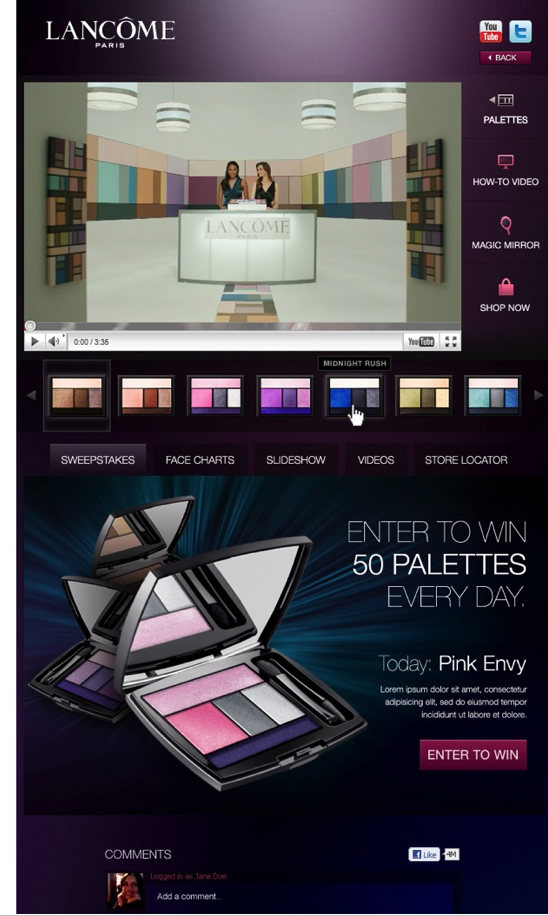 LANCÔME
PARIS
You
Tube
t
BACK
PALETTES
HOW-TO VIDEO
MAGIC MIRROR
SHOP NOW
LANCÔME
PARIS
0:00 / 3:35
YouTube
MIDNIGHT RUSH
SWEEPSTAKES
FACE CHARTS
SLIDESHOW
VIDEOS
STORE LOCATOR
ENTER TO WIN
50 PALETTES
EVERY DAY.
Today: Pink Envy
Lorem ipsum dolor sit amet, consectetur
adipisicing elit, sed do eiusmod tempor
incididunt ut labore et dolore.
ENTER TO WIN
COMMENTS
f Like 4M
Logged in as Jane Doe
Add a comment...